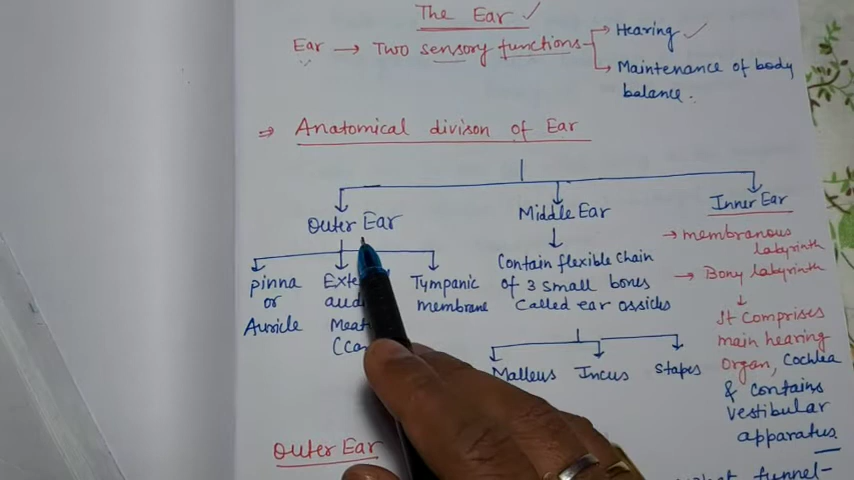 The Ear ✓
Ear → Two sensory functions
→ Hearing ✓
→ Maintenance of body
balance.
⇒ Anatomical divison of Ear
Outer Ear
Middle Ear
Inner Ear
pinna
or
Auricle
Meat
Tympanic
membrane
Contain flexible chain
of 3 small bones
Called ear ossicles
Malleus
Incus
Stapes
→ membranous
labyrinth
→ Bony labyrinth
It Comprises
main hearing
Organ, Cochlea
& Contains
Vestibular
apparatus.
Outer Ear
funnel-